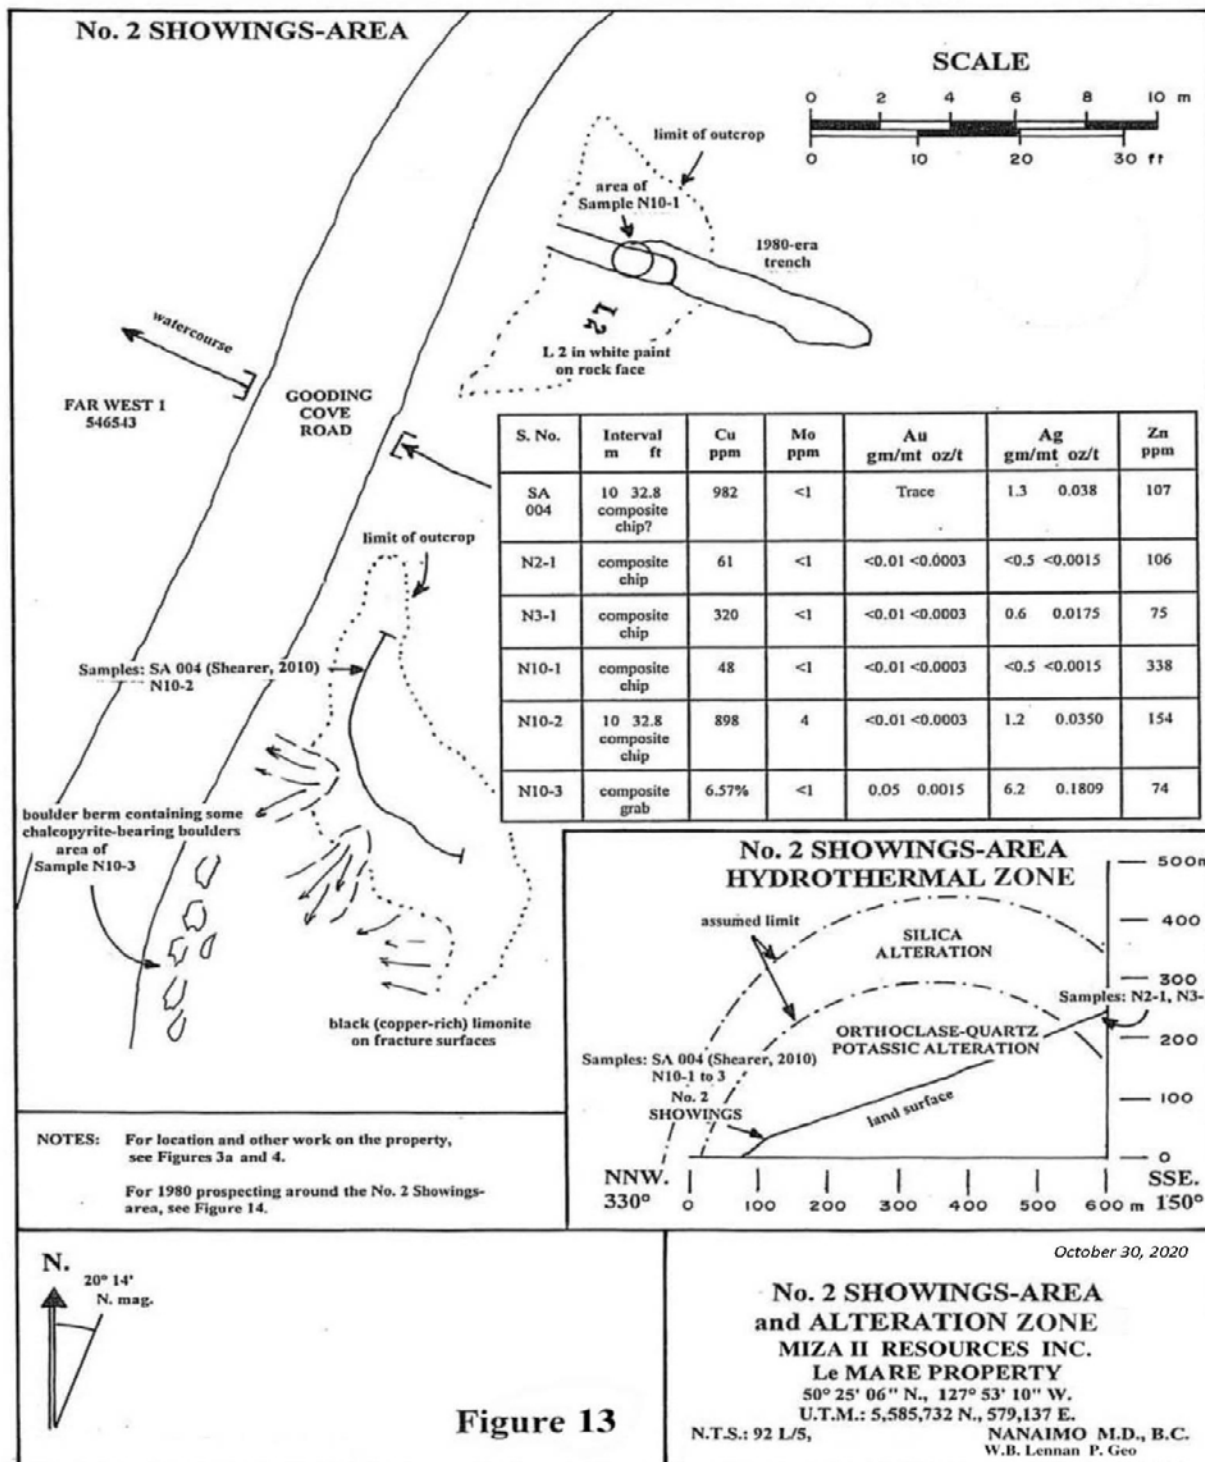 No. 2 SHOWINGS-AREA
SCALE
0 2 4 6 8 10 m
0 10 20 30 ft
limit of outcrop
area of
Sample N10-1
1980-era
trench
L2
L 2 in white paint
on rock face
watercourse
FAR WEST 1
546543
GOODING
COVE
ROAD
S. No. Interval Cu Mo Au Ag Zn
m ft ppm ppm gm/mt oz/t gm/mt oz/t ppm
SA 10 32.8 982 <1 Trace 1.3 0.038 107
004 composite
chip?
N2-1 composite 61 <1 <0.01 <0.0003 <0.5 <0.0015 106
chip
N3-1 composite 320 <1 <0.01 <0.0003 0.6 0.0175 75
chip
N10-1 composite 48 <1 <0.01 <0.0003 <0.5 <0.0015 338
chip
N10-2 10 32.8 898 4 <0.01 <0.0003 1.2 0.0350 154
composite
chip
N10-3 composite 6.57% <1 0.05 0.0015 6.2 0.1809 74
grab
limit of outcrop
Samples: SA 004 (Shearer, 2010)
N10-2
boulder berm containing some
chalcopyrite-bearing boulders
area of
Sample N10-3
black (copper-rich) limonite
on fracture surfaces
No. 2 SHOWINGS-AREA
HYDROTHERMAL ZONE
500m
400
300
200
100
0
assumed limit
SILICA
ALTERATION
Samples: N2-1, N3-
ORTHOCLASE-QUARTZ
POTASSIC ALTERATION
Samples: SA 004 (Shearer, 2010)
N10-1 to 3
No. 2
SHOWINGS
land surface
NNW.
330°
SSE.
150°
0 100 200 300 400 500 600 m
NOTES: For location and other work on the property,
see Figures 3a and 4.
For 1980 prospecting around the No. 2 Showings-
area, see Figure 14.
N.
20° 14'
N. mag.
Figure 13
October 30, 2020
No. 2 SHOWINGS-AREA
and ALTERATION ZONE
MIZA II RESOURCES INC.
Le MARE PROPERTY
50° 25' 06" N., 127° 53' 10" W.
U.T.M.: 5,585,732 N., 579,137 E.
N.T.S.: 92 L/5, NANAIMO M.D., B.C.
W.B. Lennan P. Geo